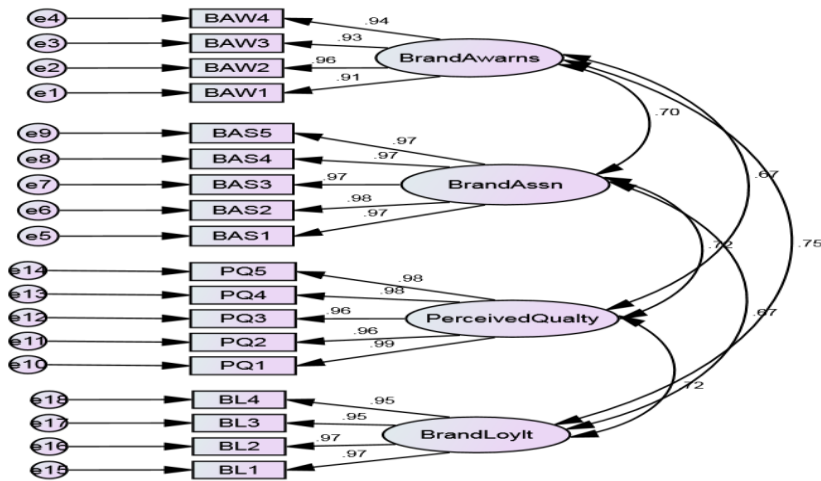 e4 BAW4 .94
e3 BAW3 .93
e2 BAW2 .96 BrandAwarns
e1 BAW1 .91
.70
e9 BAS5 .97
e8 BAS4 .97
e7 BAS3 .97 BrandAssn .67
e6 BAS2 .98
e5 BAS1 .97
.72 .75
e14 PQ5 .98
e13 PQ4 .98
e12 PQ3 .96 PerceivedQualty .67
e11 PQ2 .96
e10 PQ1 .99
.72
e18 BL4 .95
e17 BL3 .95
e16 BL2 .97 BrandLoylt
e15 BL1 .97